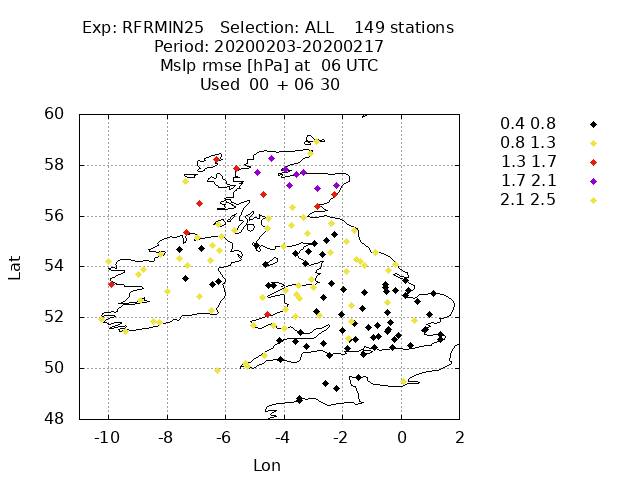 Exp: RFRMIN25 Selection: ALL 149 stations
Period: 20200203-20200217
Mslp rmse [hPa] at 06 UTC
Used 00 + 06 30
60
58
56
54
52
50
48
Lat
-10 -8 -6 -4 -2 0 2
Lon
0.4 0.8
0.8 1.3
1.3 1.7
1.7 2.1
2.1 2.5